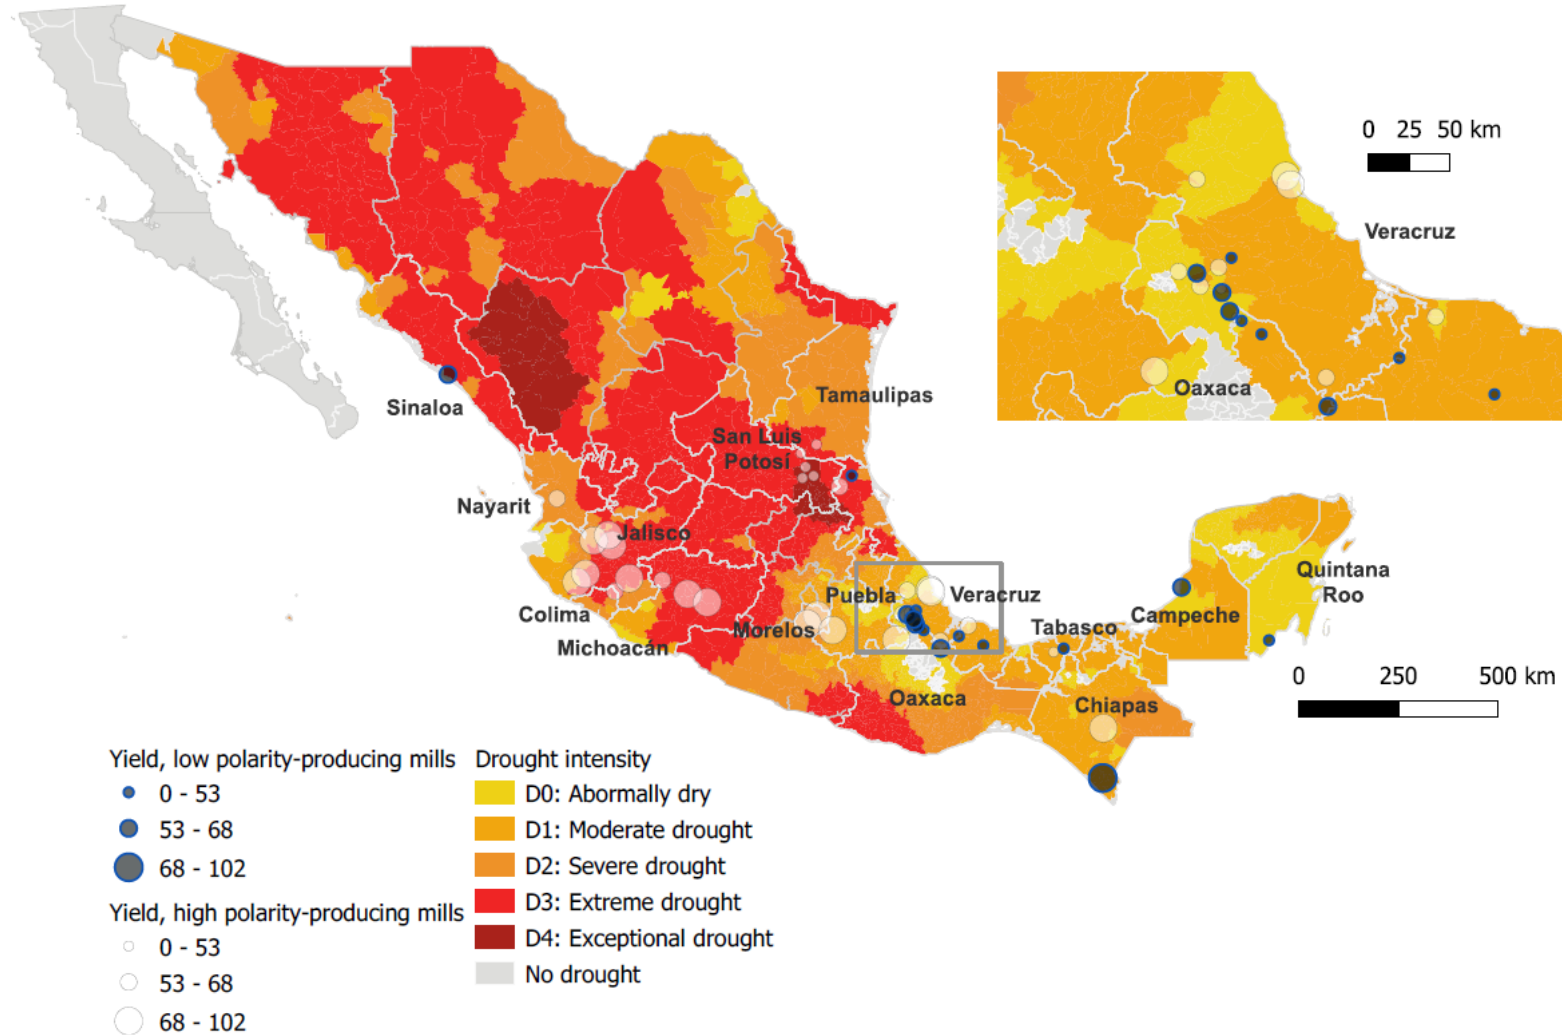 0 25 50 km
Veracruz
Oaxaca
Sinaloa
Tamaulipas
San Luis
Potosí
Nayarit
Jalisco
Colima
Michoacán
Morelos
Puebla
Veracruz
Oaxaca
Tabasco
Campeche
Quintana
Roo
Chiapas
0 250 500 km
Yield, low polarity-producing mills
0 - 53
53 - 68
68 - 102
Yield, high polarity-producing mills
0 - 53
53 - 68
68 - 102
Drought intensity
D0: Abormally dry
D1: Moderate drought
D2: Severe drought
D3: Extreme drought
D4: Exceptional drought
No drought